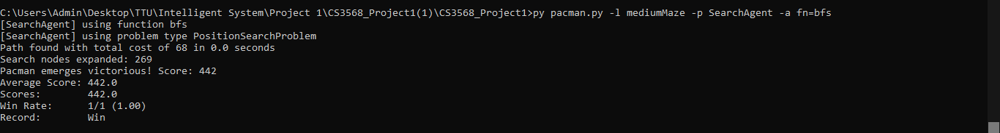 C:\Users\Admin\Desktop\TTU\Intelligent System\Project 1\CS3568_Project1(1)\CS3568_Project1>py pacman.py -l mediumMaze -p SearchAgent -a fn=bfs
[SearchAgent] using function bfs
[SearchAgent] using problem type PositionSearchProblem
Path found with total cost of 68 in 0.0 seconds
Search nodes expanded: 269
Pacman emerges victorious! Score: 442
Average Score: 442.0
Scores:        442.0
Win Rate:      1/1 (1.00)
Record:        Win